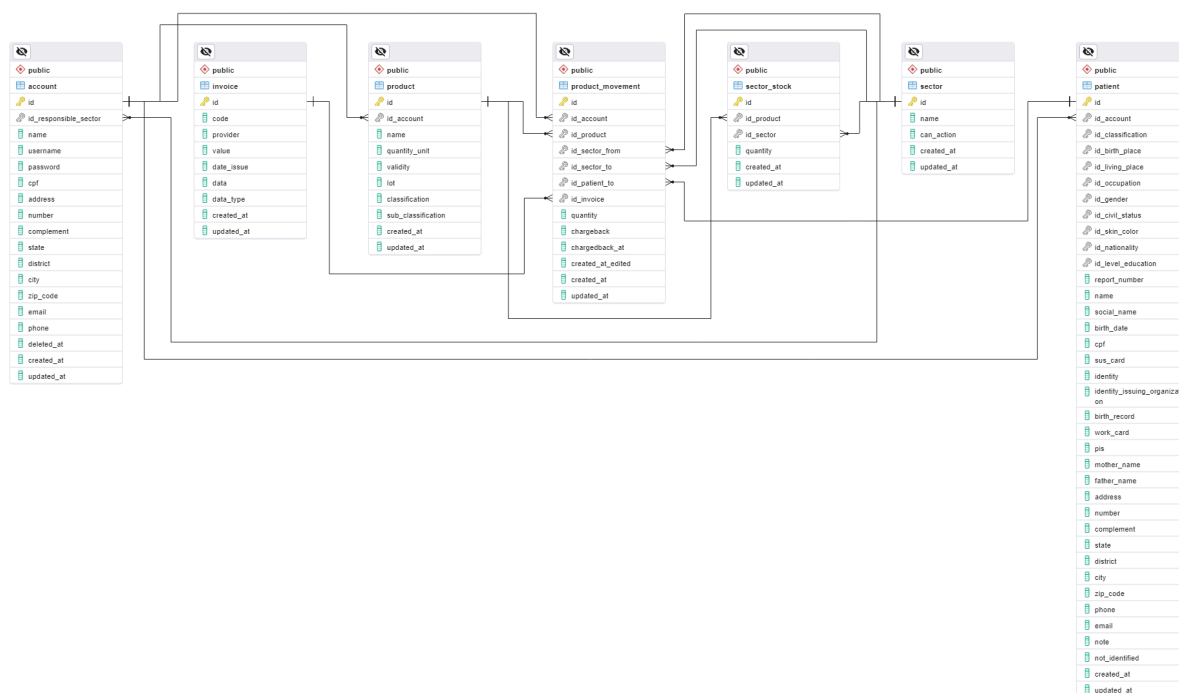 public
account
id
id_responsible_sector
name
username
password
cpf
address
number
complement
state
district
city
zip_code
email
phone
deleted_at
created_at
updated_at
public
invoice
id
code
provider
value
date_issue
data
data_type
created_at
updated_at
public
product
id
id_account
name
quantity_unit
validity
lot
classification
sub_classification
created_at
updated_at
public
product_movement
id
id_account
id_product
id_sector_from
id_sector_to
id_patient_to
id_invoice
quantity
chargeback
chargedback_at
created_at_edited
created_at
updated_at
public
sector_stock
id
id_product
id_sector
quantity
created_at
updated_at
public
sector
id
name
can_action
created_at
updated_at
public
patient
id
id_account
id_classification
id_birth_place
id_living_place
id_occupation
id_gender
id_civil_status
id_skin_color
id_nationality
id_level_education
report_number
name
social_name
birth_date
cpf
sus_card
identity
identity_issuing_organizat
on
birth_record
work_card
pis
mother_name
father_name
address
number
complement
state
district
city
zip_code
phone
email
note
not_identified
created_at
updated_at